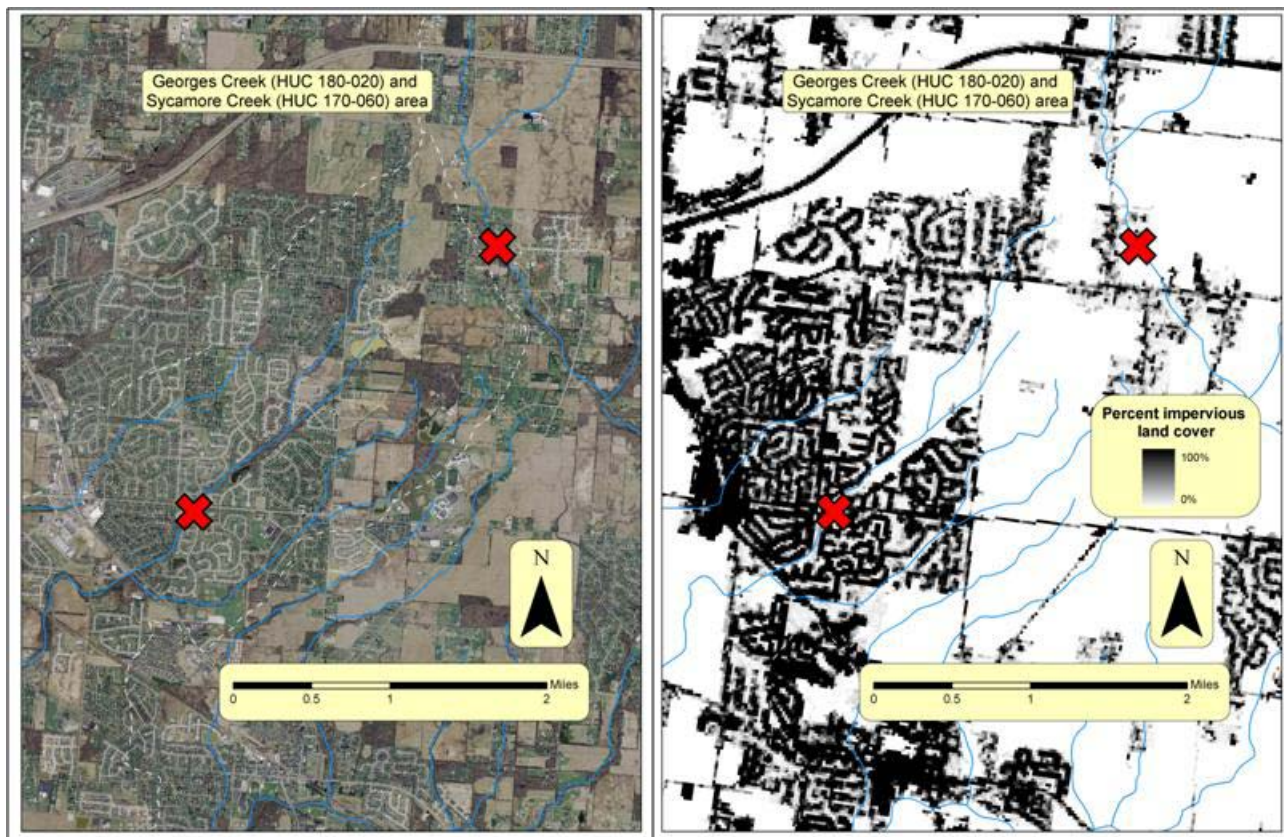 Georges Creek (HUC 180-020) and
Sycamore Creek (HUC 170-060) area
N
Miles
0 0.5 1 2
Georges Creek (HUC 180-020) and
Sycamore Creek (HUC 170-060) area
Percent impervious
land cover
100%
0%
N
Miles
0 0.5 1 2